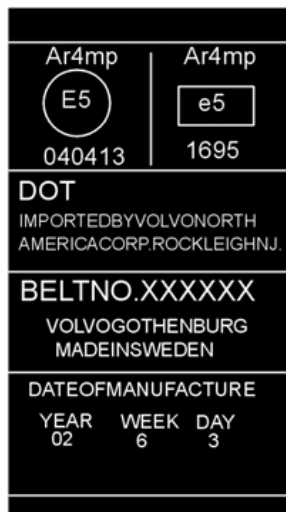 Ar4mp Ar4mp
E5 e5
040413 1695
DOT
IMPORTEDBYVOLVONORTH
AMERICACORP.ROCKLEIGHNJ.
BELTNO.XXXXXX
VOLVOGOTHENBURG
MADEINSWEDEN
DATEOFMANUFACTURE
YEAR WEEK DAY
02 6 3